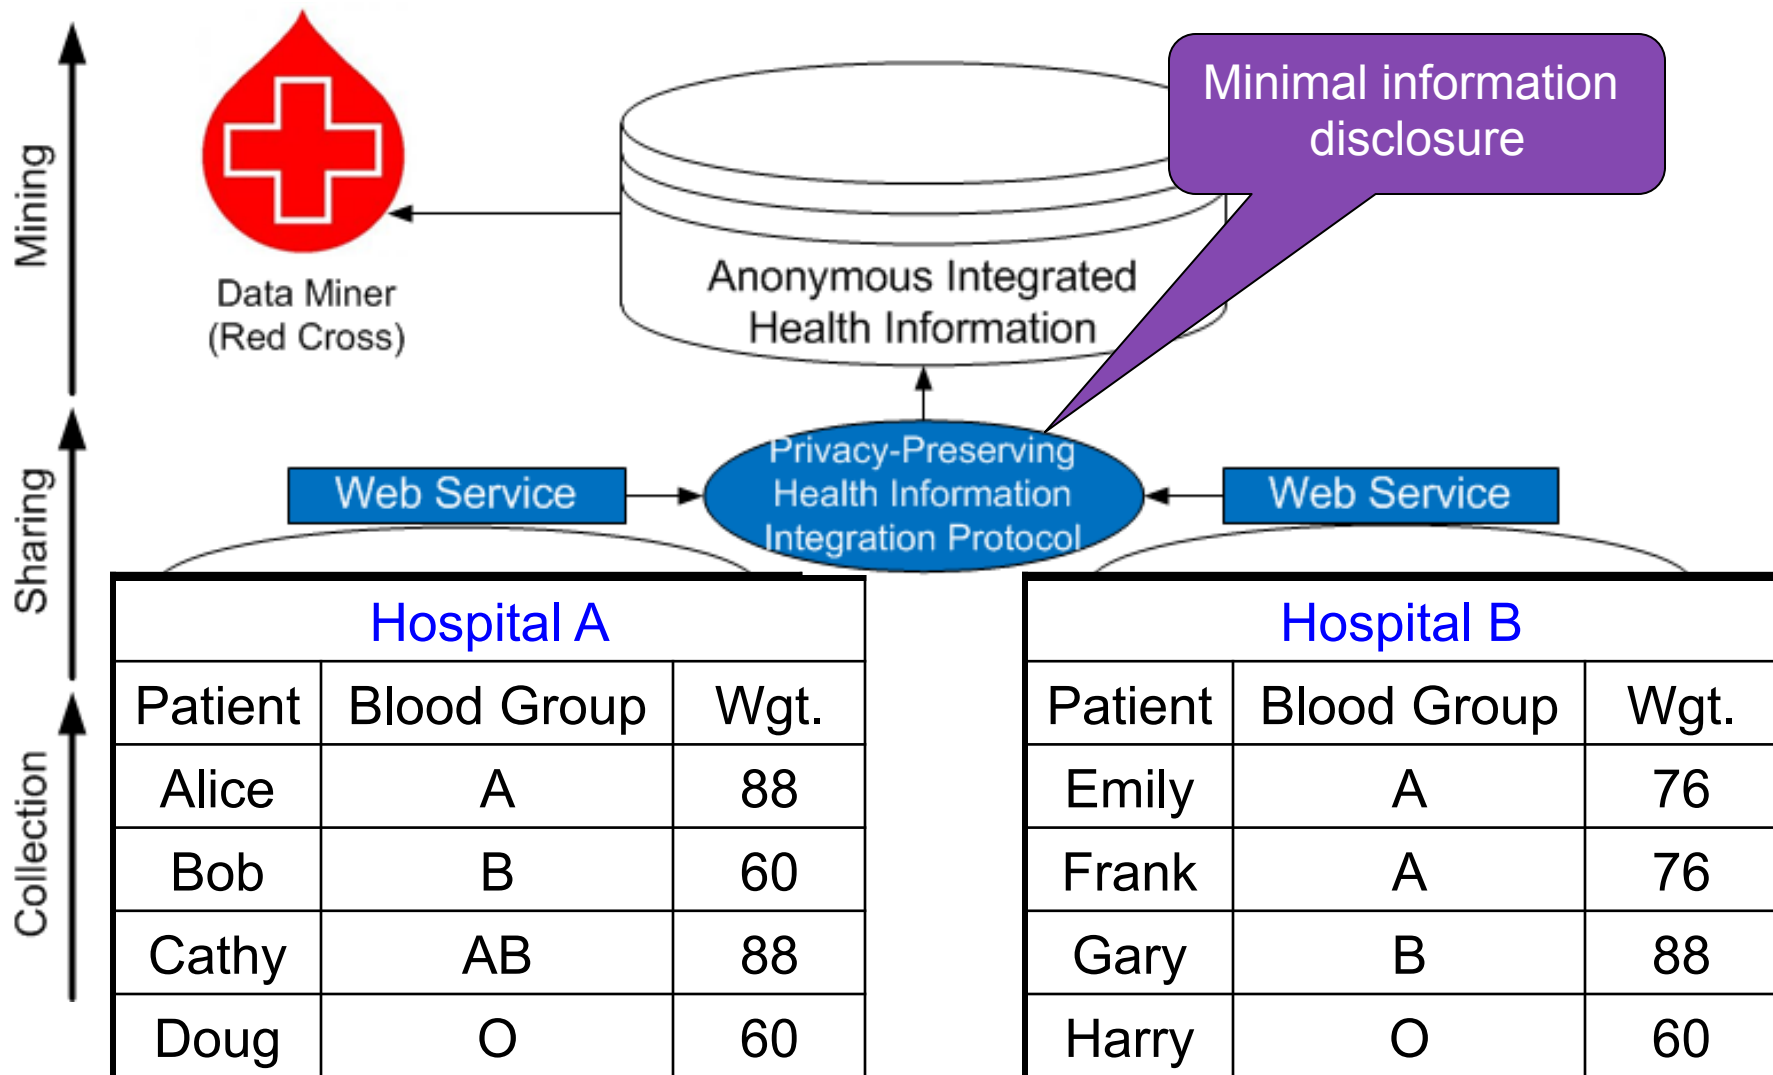 Minimal information
disclosure
Mining
Data Miner
(Red Cross)
Anonymous Integrated
Health Information
Sharing
Web Service
Privacy-Preserving
Health Information
Integration Protocol
Web Service
Collection
Hospital A
Patient Blood Group Wgt.
Alice A 88
Bob B 60
Cathy AB 88
Doug O 60
Hospital B
Patient Blood Group Wgt.
Emily A 76
Frank A 76
Gary B 88
Harry O 60